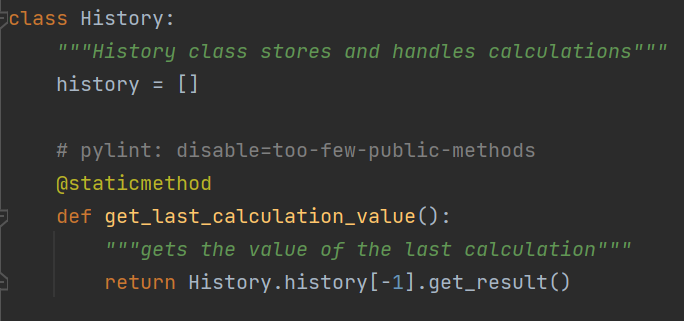 class History:
    """History class stores and handles calculations"""
    history = []
    # pylint: disable=too-few-public-methods
    @staticmethod
    def get_last_calculation_value():
        """gets the value of the last calculation"""
        return History.history[-1].get_result()